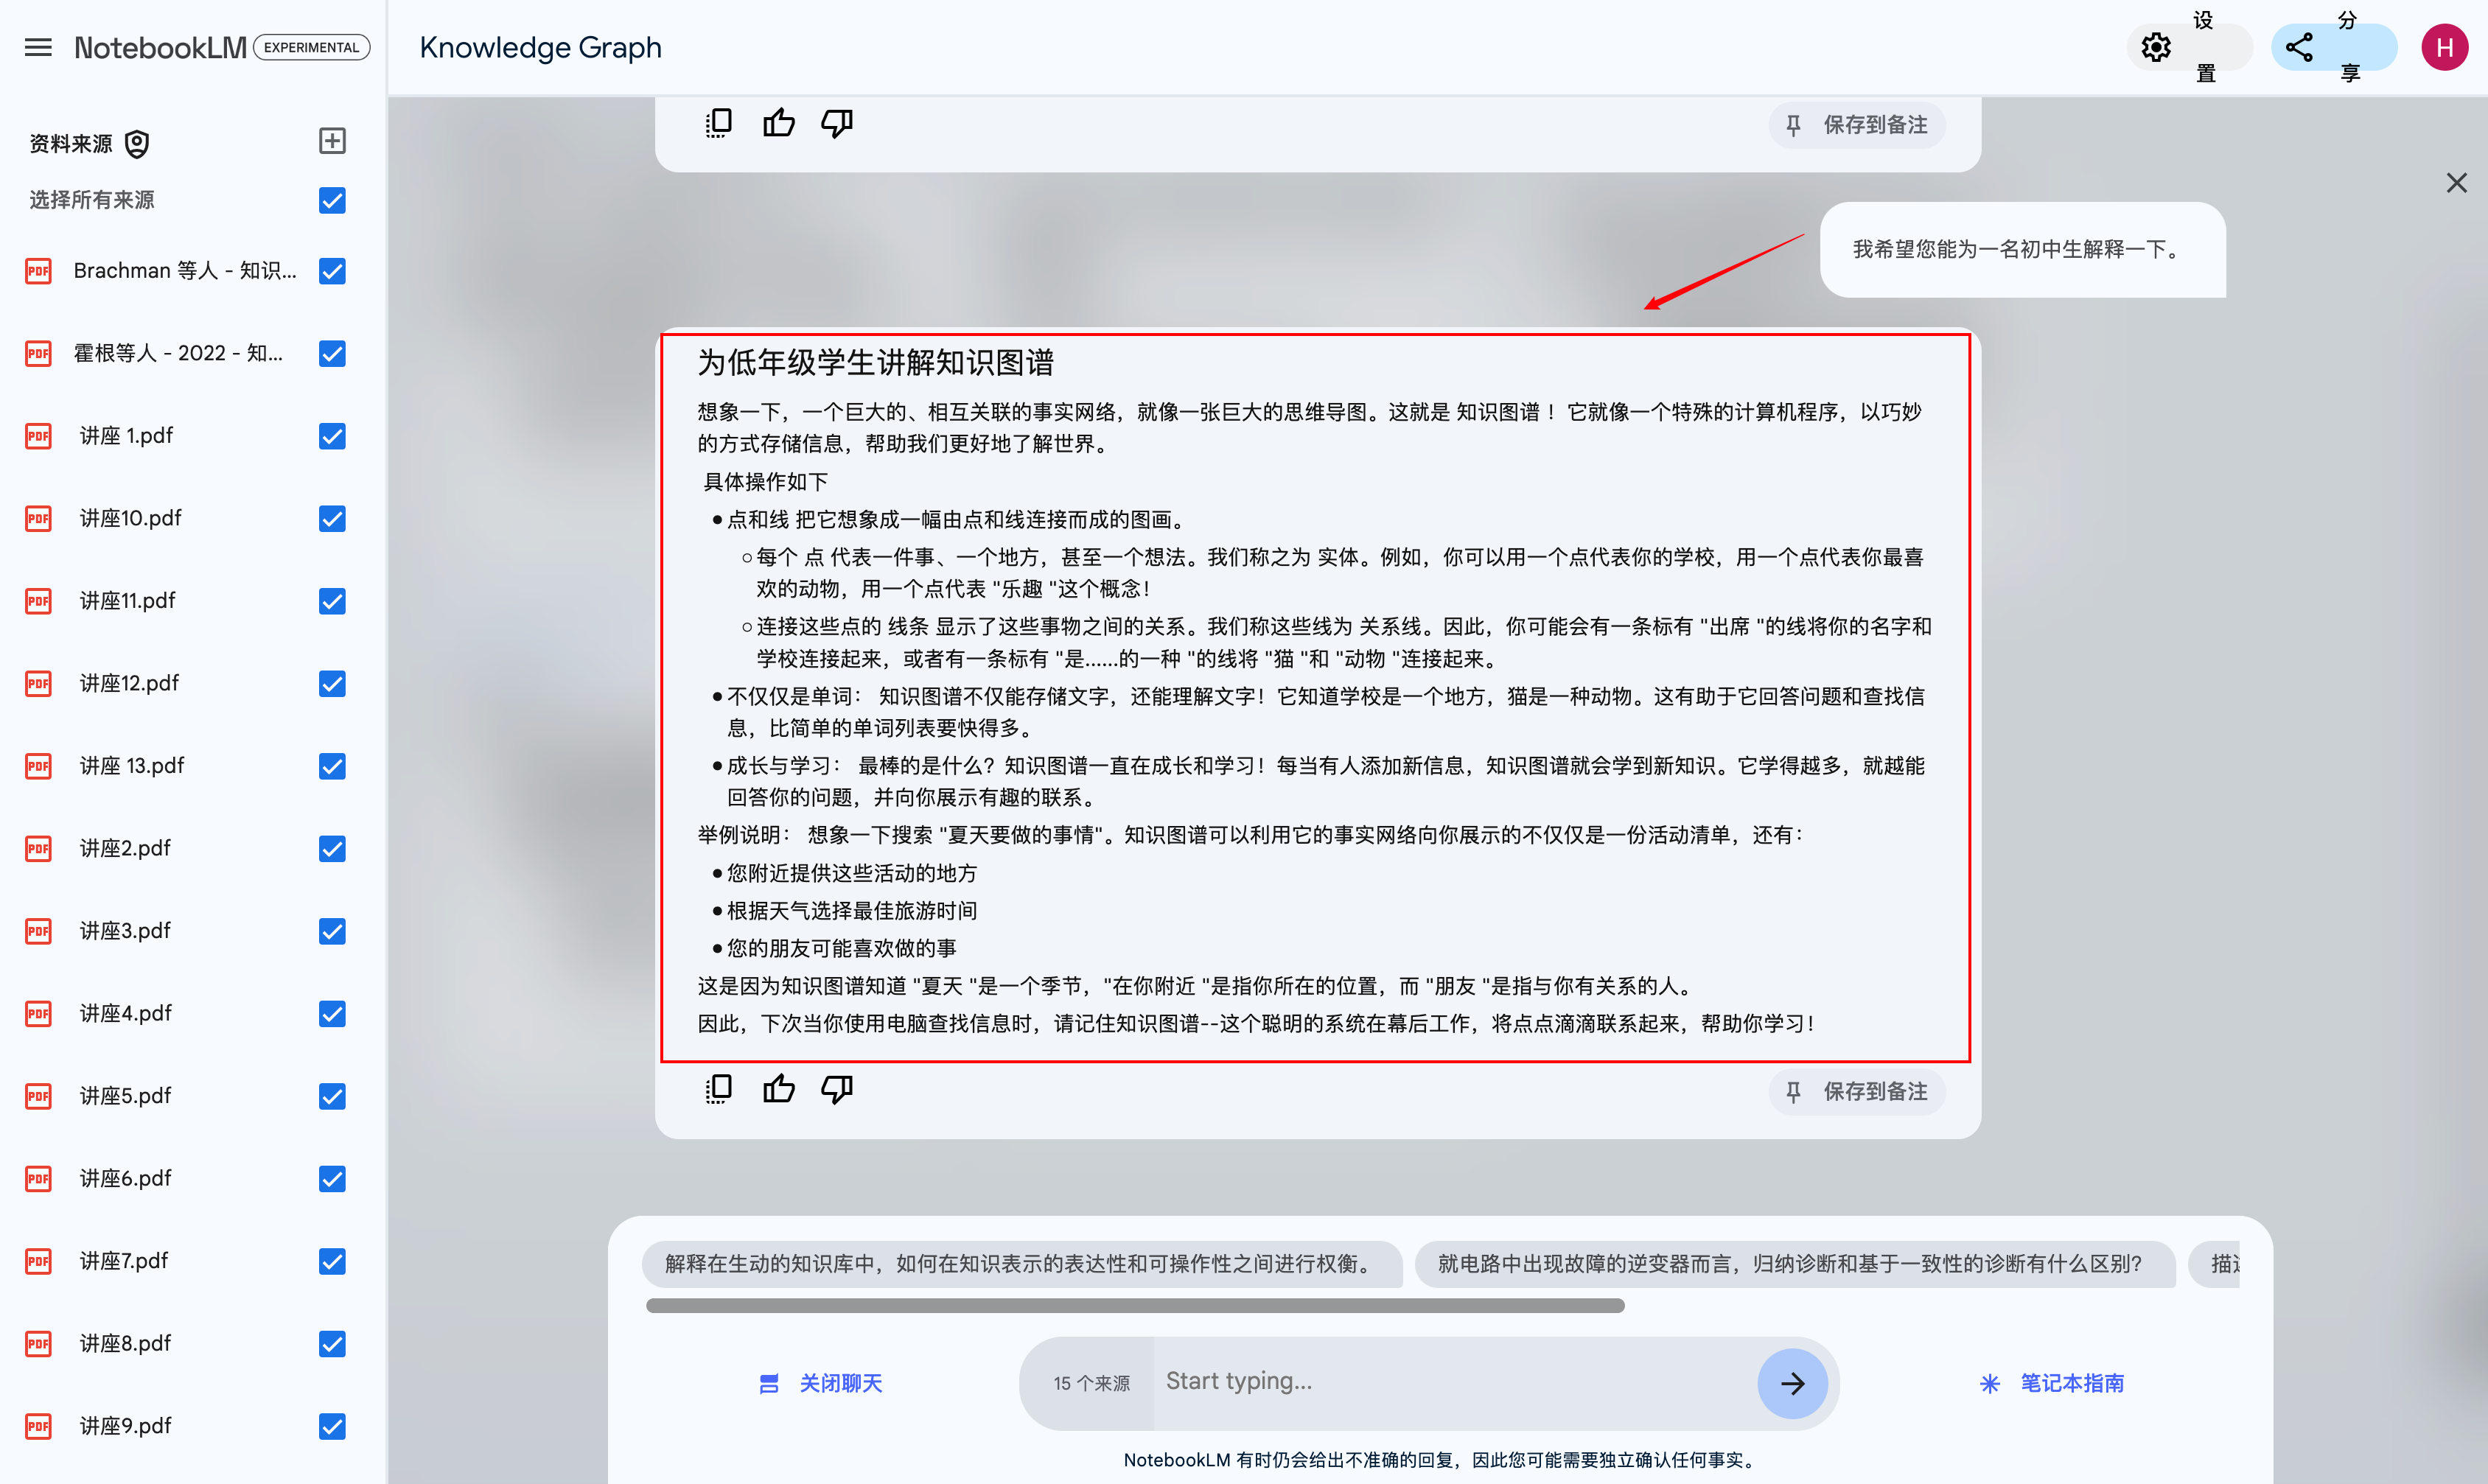 NotebookLM EXPERIMENTAL
Knowledge Graph
设置
分享
H
资料来源
选择所有来源
PDF Brachman 等人 - 知识...
PDF 霍根等人 - 2022 - 知...
PDF 讲座 1.pdf
PDF 讲座10.pdf
PDF 讲座11.pdf
PDF 讲座12.pdf
PDF 讲座 13.pdf
PDF 讲座2.pdf
PDF 讲座3.pdf
PDF 讲座4.pdf
PDF 讲座5.pdf
PDF 讲座6.pdf
PDF 讲座7.pdf
PDF 讲座8.pdf
PDF 讲座9.pdf
保存到备注
我希望您能为一名初中生解释一下。
为低年级学生讲解知识图谱
想象一下，一个巨大的、相互关联的事实网络，就像一张巨大的思维导图。这就是 知识图谱 ！它就像一个特殊的计算机程序，以巧妙
的方式存储信息，帮助我们更好地了解世界。
具体操作如下
●点和线 把它想象成一幅由点和线连接而成的图画。
○每个 点 代表一件事、一个地方，甚至一个想法。我们称之为 实体。例如，你可以用一个点代表你的学校，用一个点代表你最喜
欢的动物，用一个点代表 "乐趣 "这个概念！
○连接这些点的 线条 显示了这些事物之间的关系。我们称这些线为 关系线。因此，你可能会有一条标有 "出席 "的线将你的名字和
学校连接起来，或者有一条标有 "是......的一种 "的线将 "猫 "和 "动物 "连接起来。
●不仅仅是单词： 知识图谱不仅能存储文字，还能理解文字！它知道学校是一个地方，猫是一种动物。这有助于它回答问题和查找信
息，比简单的单词列表要快得多。
●成长与学习： 最棒的是什么？知识图谱一直在成长和学习！每当有人添加新信息，知识图谱就会学到新知识。它学得越多，就越能
回答你的问题，并向你展示有趣的联系。
举例说明： 想象一下搜索 "夏天要做的事情"。知识图谱可以利用它的事实网络向你展示的不仅仅是一份活动清单，还有：
●您附近提供这些活动的地方
●根据天气选择最佳旅游时间
●您的朋友可能喜欢做的事
这是因为知识图谱知道 "夏天 "是一个季节，"在你附近 "是指你所在的位置，而 "朋友 "是指与你有关系的人。
因此，下次当你使用电脑查找信息时，请记住知识图谱--这个聪明的系统在幕后工作，将点点滴滴联系起来，帮助你学习！
保存到备注
解释在生动的知识库中，如何在知识表示的表达性和可操作性之间进行权衡。
就电路中出现故障的逆变器而言，归纳诊断和基于一致性的诊断有什么区别？
关闭聊天
15 个来源
Start typing...
笔记本指南
NotebookLM 有时仍会给出不准确的回复，因此您可能需要独立确认任何事实。